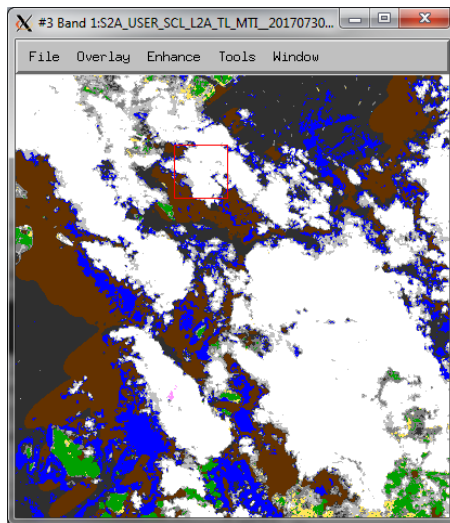 #3 Band 1:S2A_USER_SCL_L2A_TL_MTI__20170730...
File Overlay Enhance Tools Window